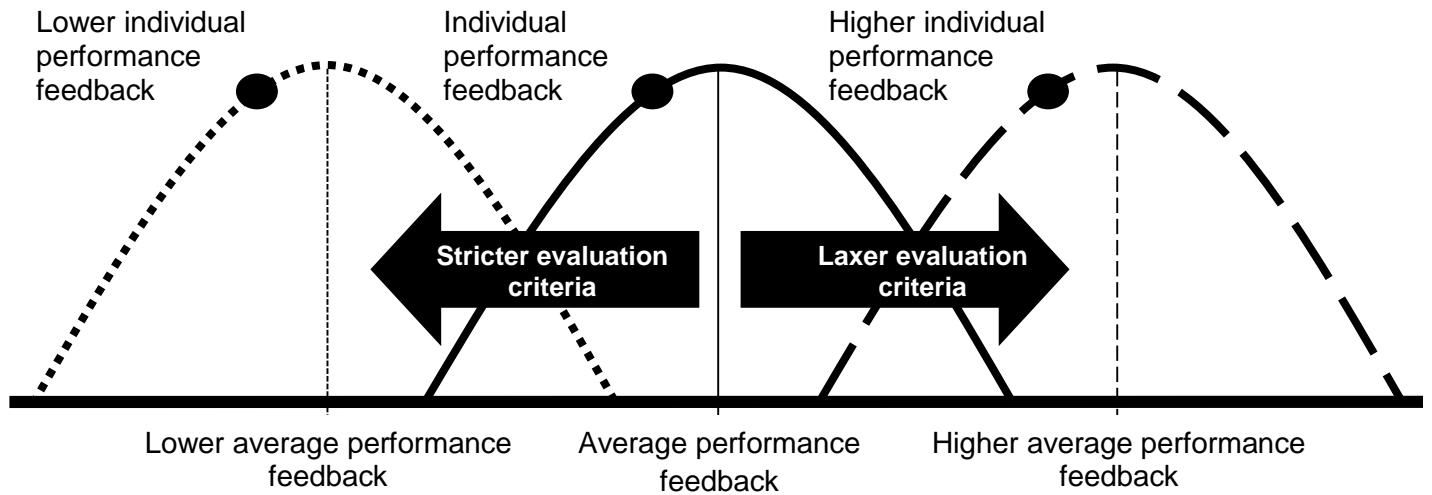 Lower individual
performance
feedback
Individual
performance
feedback
Higher individual
performance
feedback
Stricter evaluation
criteria
Laxer evaluation
criteria
Lower average performance
feedback
Average performance
feedback
Higher average performance
feedback